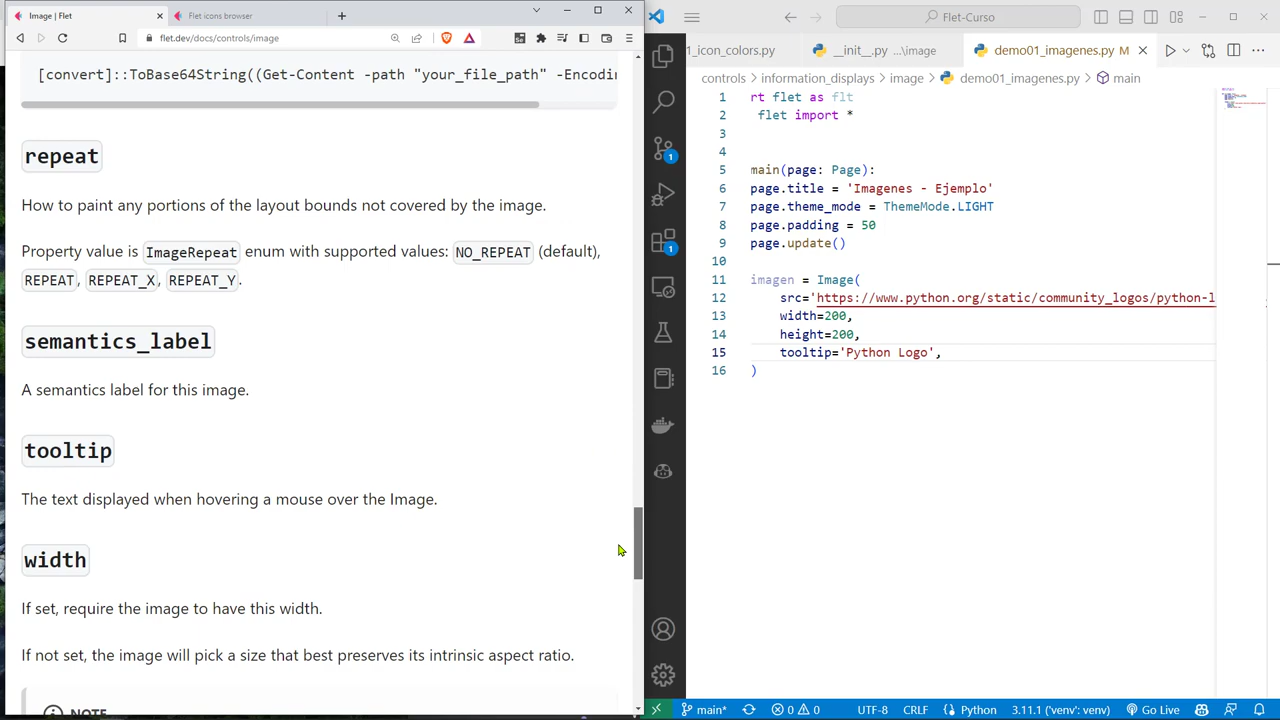 Image | Flet
Flet icons browser
flet.dev/docs/controls/image
[convert]::ToBase64String((Get-Content -path "your_file_path" -Encodin
repeat
How to paint any portions of the layout bounds not covered by the image.
Property value is ImageRepeat enum with supported values: NO_REPEAT (default),
REPEAT, REPEAT_X, REPEAT_Y.
semantics_label
A semantics label for this image.
tooltip
The text displayed when hovering a mouse over the Image.
width
If set, require the image to have this width.
If not set, the image will pick a size that best preserves its intrinsic aspect ratio.
NOTE
Flet-Curso
1_icon_colors.py
__init__.py ...\image
demo01_imagenes.py M
controls > information_displays > image > demo01_imagenes.py > main
1 rt flet as flt
2 flet import *
3
4
5 main(page: Page):
6 page.title = 'Imagenes - Ejemplo'
7 page.theme_mode = ThemeMode.LIGHT
8 page.padding = 50
9 page.update()
10
11 imagen = Image(
12 src='https://www.python.org/static/community_logos/python-l
13 width=200,
14 height=200,
15 tooltip='Python Logo',
16 )
1
1
main* 0 0 UTF-8 CRLF Python 3.11.1 ('venv': venv) Go Live